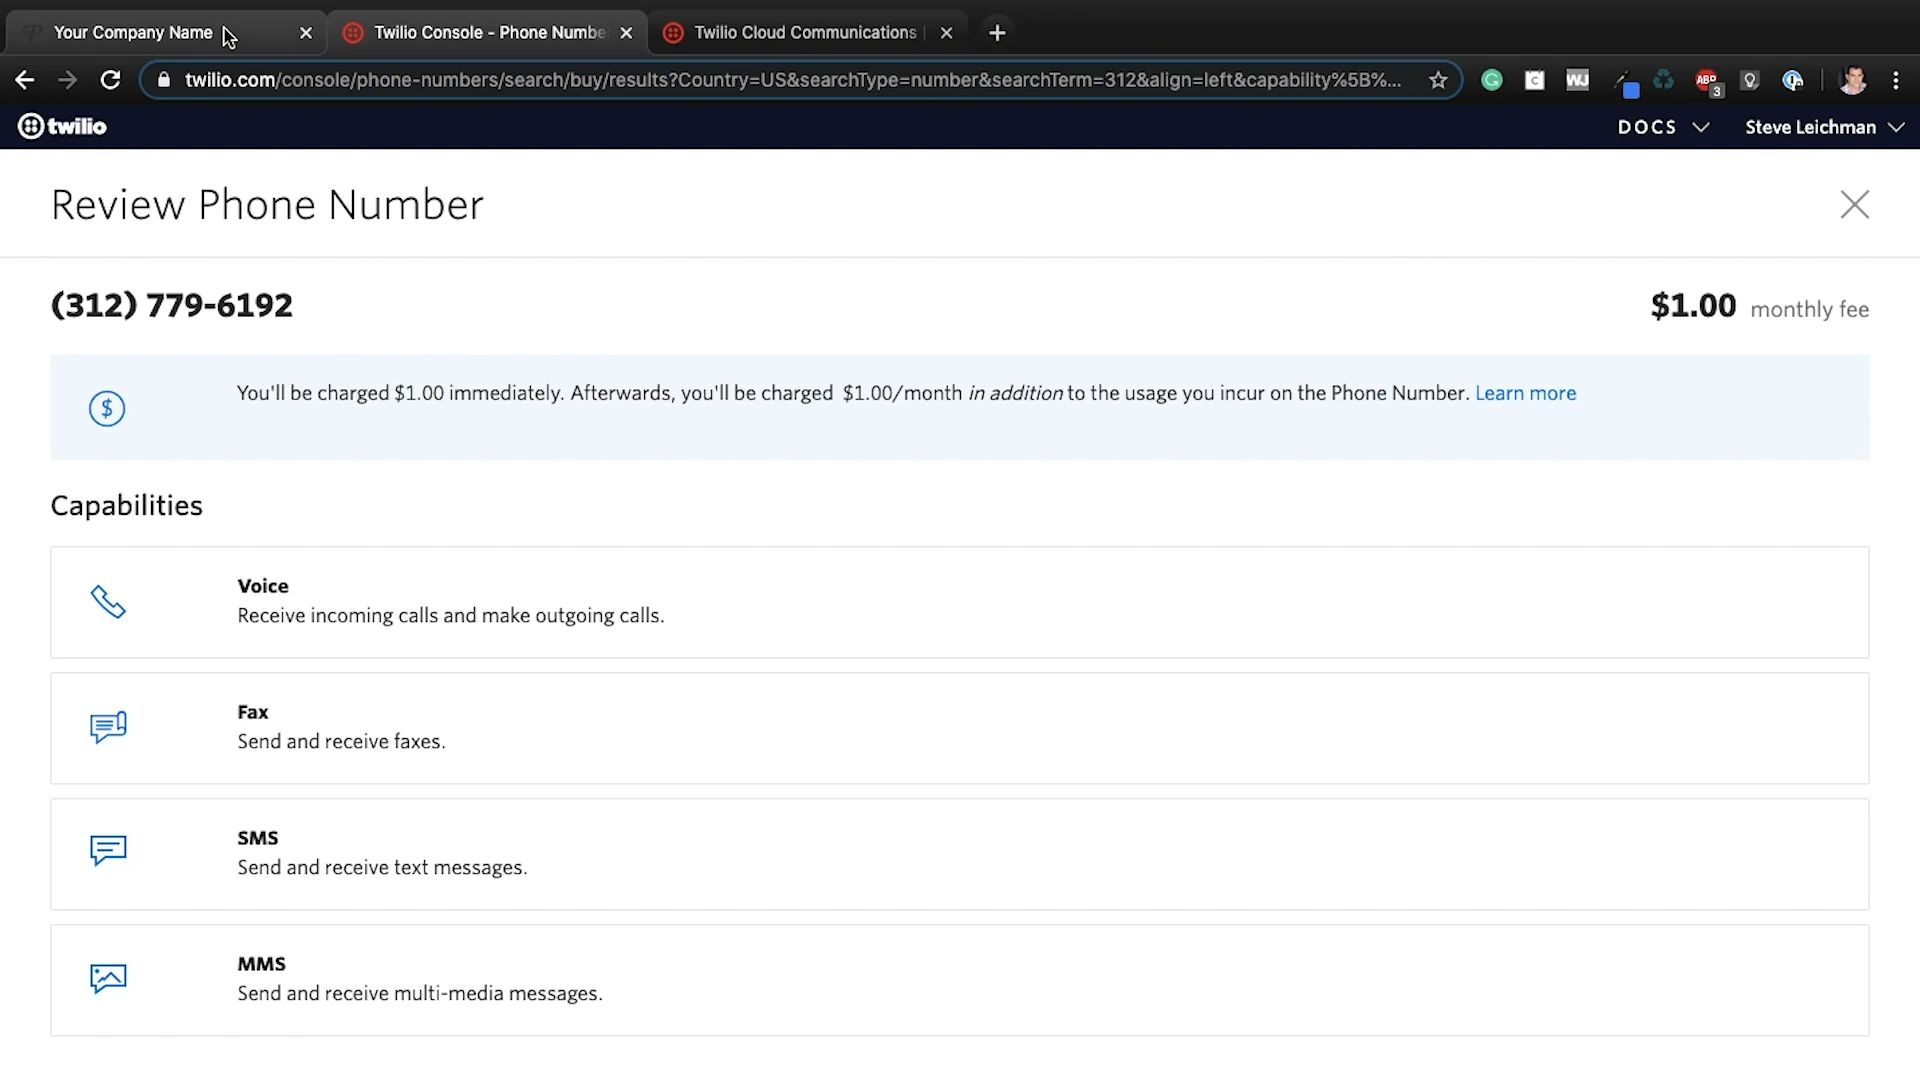 Your Company Name
Twilio Console - Phone Numbe
Twilio Cloud Communications
twilio.com/console/phone-numbers/search/buy/results?Country=US&searchType=number&searchTerm=312&align=left&capability%5B%...
ABP
3
twilio
DOCS
Steve Leichman
Review Phone Number
(312) 779-6192
$1.00 monthly fee
You'll be charged $1.00 immediately. Afterwards, you'll be charged $1.00/month in addition to the usage you incur on the Phone Number. Learn more
Capabilities
Voice
Receive incoming calls and make outgoing calls.
Fax
Send and receive faxes.
SMS
Send and receive text messages.
MMS
Send and receive multi-media messages.